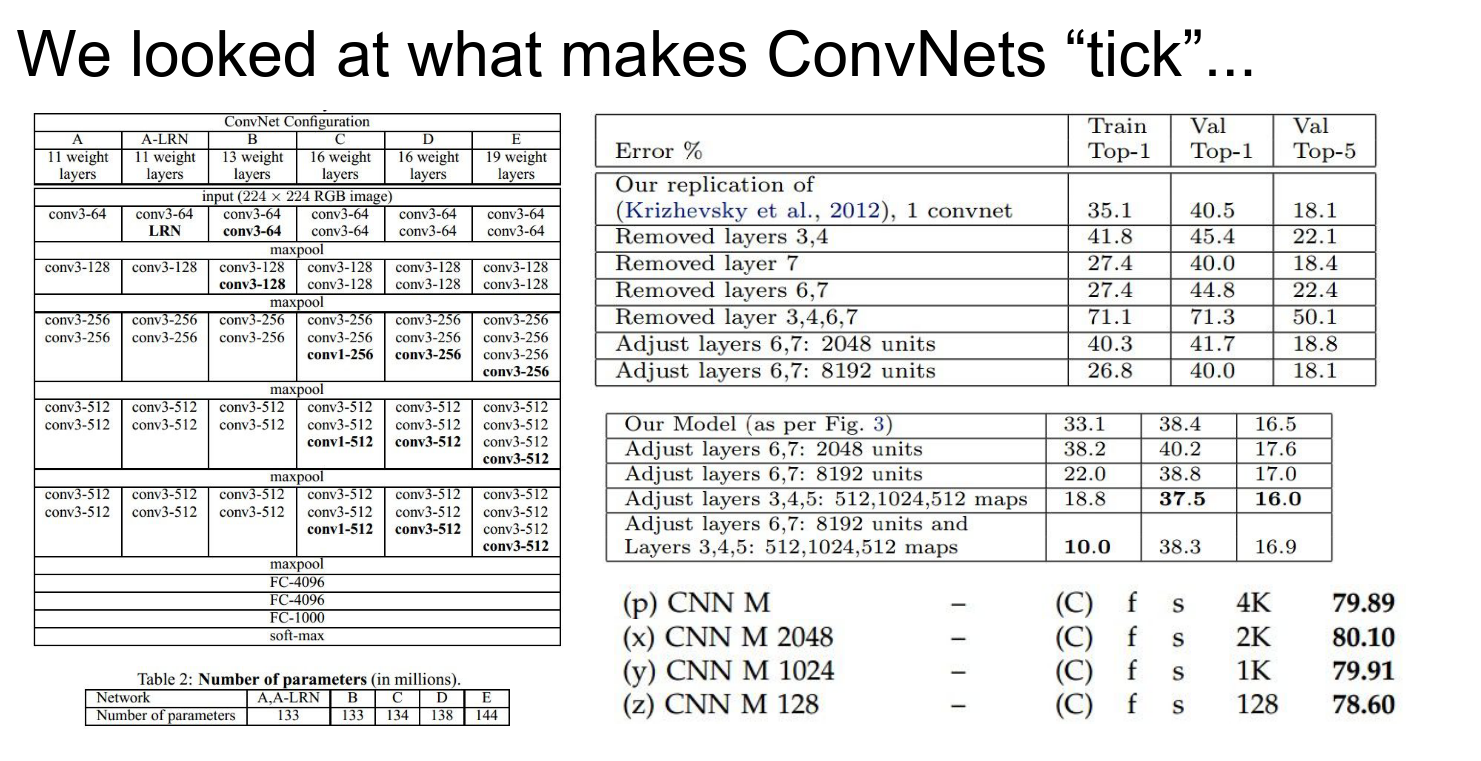 We looked at what makes ConvNets “tick”...
ConvNet Configuration
A A-LRN B C D E
11 weight layers 11 weight layers 13 weight layers 16 weight layers 16 weight layers 19 weight layers
input (224 × 224 RGB image)
conv3-64 conv3-64 conv3-64 conv3-64 conv3-64 conv3-64
LRN conv3-64 conv3-64 conv3-64 conv3-64
maxpool
conv3-128 conv3-128 conv3-128 conv3-128 conv3-128 conv3-128
conv3-128 conv3-128 conv3-128 conv3-128
maxpool
conv3-256 conv3-256 conv3-256 conv3-256 conv3-256 conv3-256
conv3-256 conv3-256 conv3-256 conv3-256 conv3-256 conv3-256
conv1-256 conv3-256 conv3-256
conv3-256
maxpool
conv3-512 conv3-512 conv3-512 conv3-512 conv3-512 conv3-512
conv3-512 conv3-512 conv3-512 conv3-512 conv3-512 conv3-512
conv1-512 conv3-512 conv3-512
conv3-512
maxpool
conv3-512 conv3-512 conv3-512 conv3-512 conv3-512 conv3-512
conv3-512 conv3-512 conv3-512 conv3-512 conv3-512 conv3-512
conv1-512 conv3-512 conv3-512
conv3-512
maxpool
FC-4096
FC-4096
FC-1000
soft-max
Table 2: Number of parameters (in millions).
Network A,A-LRN B C D E
Number of parameters 133 133 134 138 144
Error % Train Top-1 Val Top-1 Val Top-5
Our replication of
(Krizhevsky et al., 2012), 1 convnet 35.1 40.5 18.1
Removed layers 3,4 41.8 45.4 22.1
Removed layer 7 27.4 40.0 18.4
Removed layers 6,7 27.4 44.8 22.4
Removed layer 3,4,6,7 71.1 71.3 50.1
Adjust layers 6,7: 2048 units 40.3 41.7 18.8
Adjust layers 6,7: 8192 units 26.8 40.0 18.1
Our Model (as per Fig. 3) 33.1 38.4 16.5
Adjust layers 6,7: 2048 units 38.2 40.2 17.6
Adjust layers 6,7: 8192 units 22.0 38.8 17.0
Adjust layers 3,4,5: 512,1024,512 maps 18.8 37.5 16.0
Adjust layers 6,7: 8192 units and
Layers 3,4,5: 512,1024,512 maps 10.0 38.3 16.9
(p) CNN M – (C) f s 4K 79.89
(x) CNN M 2048 – (C) f s 2K 80.10
(y) CNN M 1024 – (C) f s 1K 79.91
(z) CNN M 128 – (C) f s 128 78.60